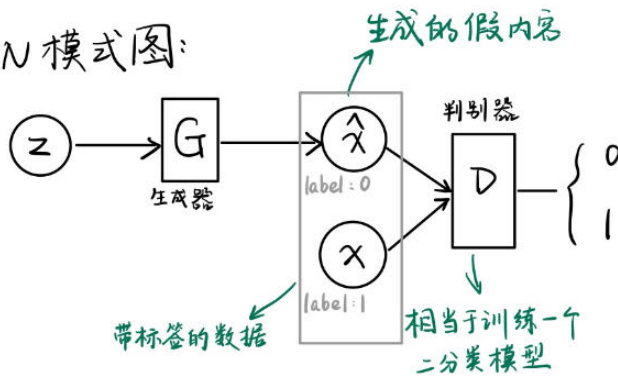 生成的假内容
N 模式图:
z
G
生成器
x̂
label: 0
x
label: 1
判别器
D
0
1
带标签的数据
相当于训练一个
二分类模型